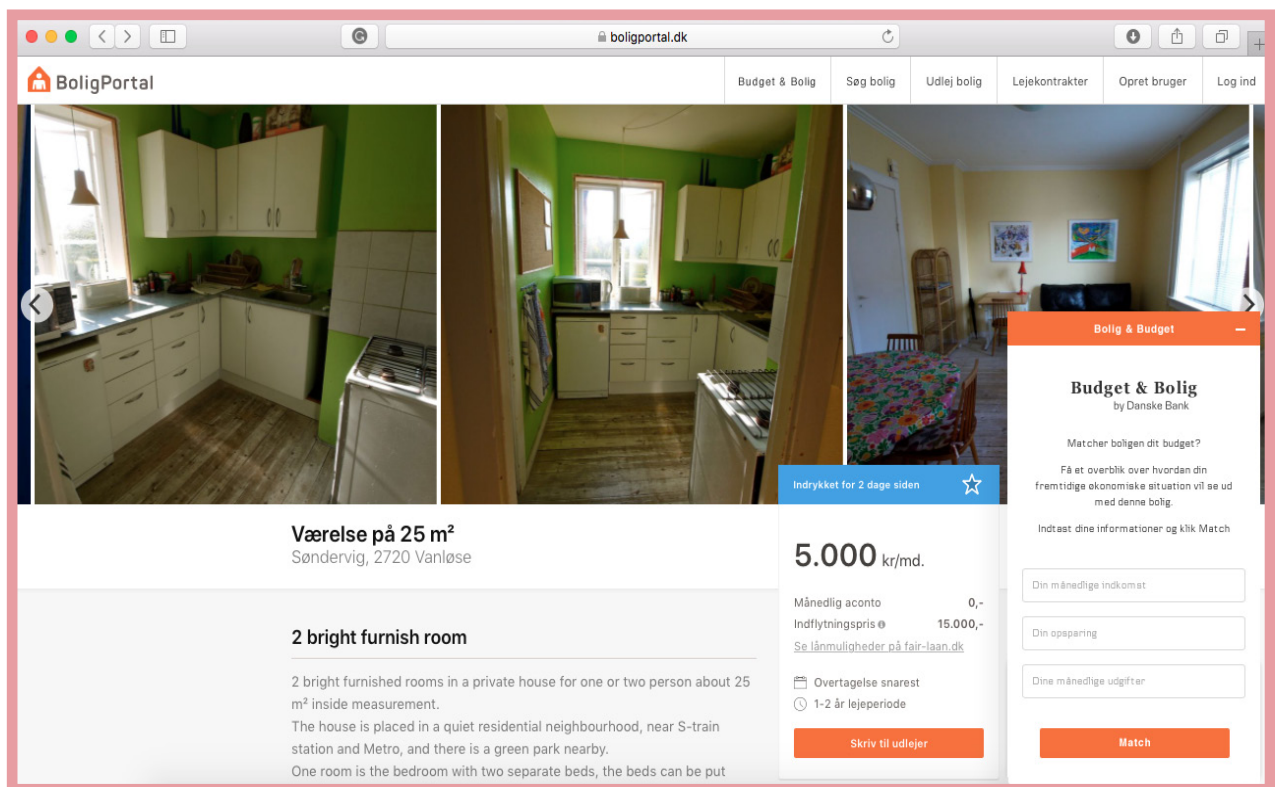 boligportal.dk
BoligPortal
Budget & Bolig
Søg bolig
Udlej bolig
Lejekontrakter
Opret bruger
Log ind
Værelse på 25 m²
Søndervig, 2720 Vanløse
2 bright furnish room
2 bright furnished rooms in a private house for one or two person about 25
m² inside measurement.
The house is placed in a quiet residential neighbourhood, near S-train
station and Metro, and there is a green park nearby.
One room is the bedroom with two separate beds, the beds can be put
Indrykket for 2 dage siden
5.000 kr/md.
Månedlig aconto 0,-
Indflytningspris 15.000,-
Se lånmuligheder på fair-laan.dk
Overtagelse snarest
1-2 år lejeperiode
Skriv til udlejer
Bolig & Budget
Budget & Bolig
by Danske Bank
Matcher boligen dit budget?
Få et overblik over hvordan din
fremtidige økonomiske situation vil se ud
med denne bolig.
Indtast dine informationer og klik Match
Din månedlige indkomst
Din opsparing
Dine månedlige udgifter
Match